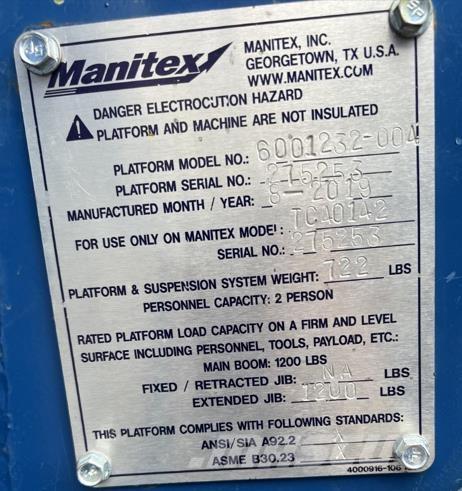 Manitex
MANITEX, INC.
GEORGETOWN, TX U.S.A.
WWW.MANITEX.COM
DANGER ELECTROCUTION HAZARD
PLATFORM AND MACHINE ARE NOT INSULATED
PLATFORM MODEL NO.: 6001232-004
PLATFORM SERIAL NO.: 275253
MANUFACTURED MONTH / YEAR: 8-2019
FOR USE ONLY ON MANITEX MODEL: TCA0142
SERIAL NO.: 275253
PLATFORM & SUSPENSION SYSTEM WEIGHT: 722 LBS
PERSONNEL CAPACITY: 2 PERSON
RATED PLATFORM LOAD CAPACITY ON A FIRM AND LEVEL
SURFACE INCLUDING PERSONNEL, TOOLS, PAYLOAD, ETC.:
MAIN BOOM: 1200 LBS
FIXED / RETRACTED JIB: NA LBS
EXTENDED JIB: 1200 LBS
THIS PLATFORM COMPLIES WITH FOLLOWING STANDARDS:
ANSI/SIA A92.2
ASME B30.23 X
4000916-106